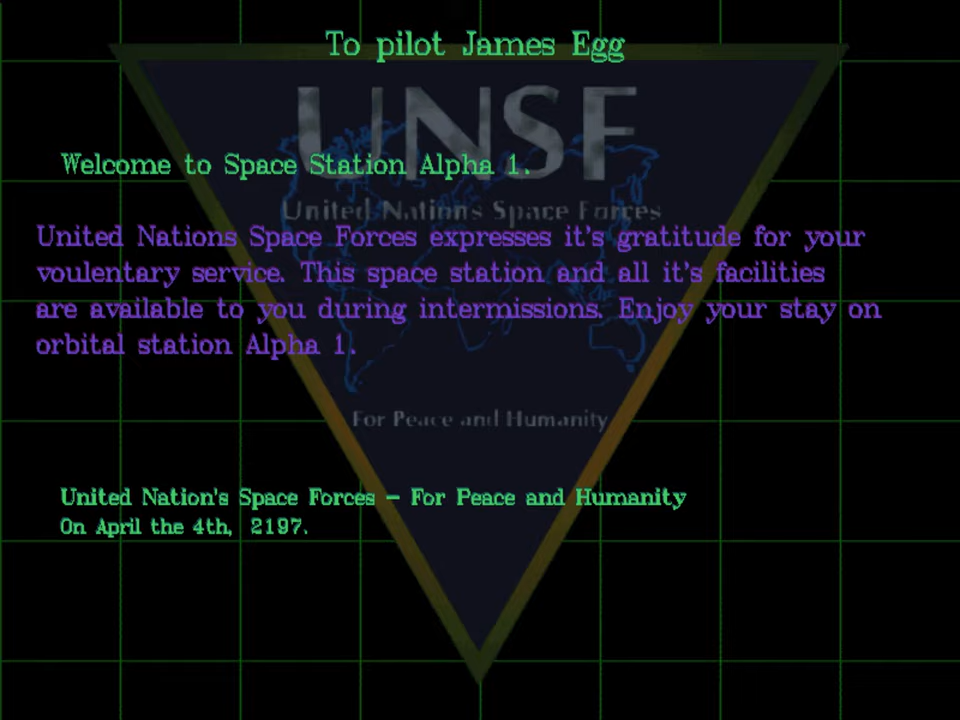 To pilot James Egg
UNSF
Welcome to Space Station Alpha 1.
United Nations Space Forces
United Nations Space Forces expresses it's gratitude for your
voulentary service. This space station and all it's facilities
are available to you during intermissions. Enjoy your stay on
orbital station Alpha 1.
For Peace and Humanity
United Nation's Space Forces - For Peace and Humanity
On April the 4th, 2197.